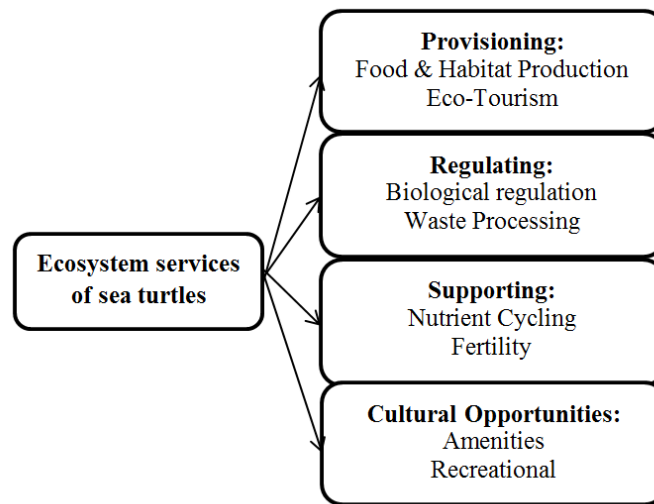 Ecosystem services
of sea turtles
Provisioning:
Food & Habitat Production
Eco-Tourism
Regulating:
Biological regulation
Waste Processing
Supporting:
Nutrient Cycling
Fertility
Cultural Opportunities:
Amenities
Recreational